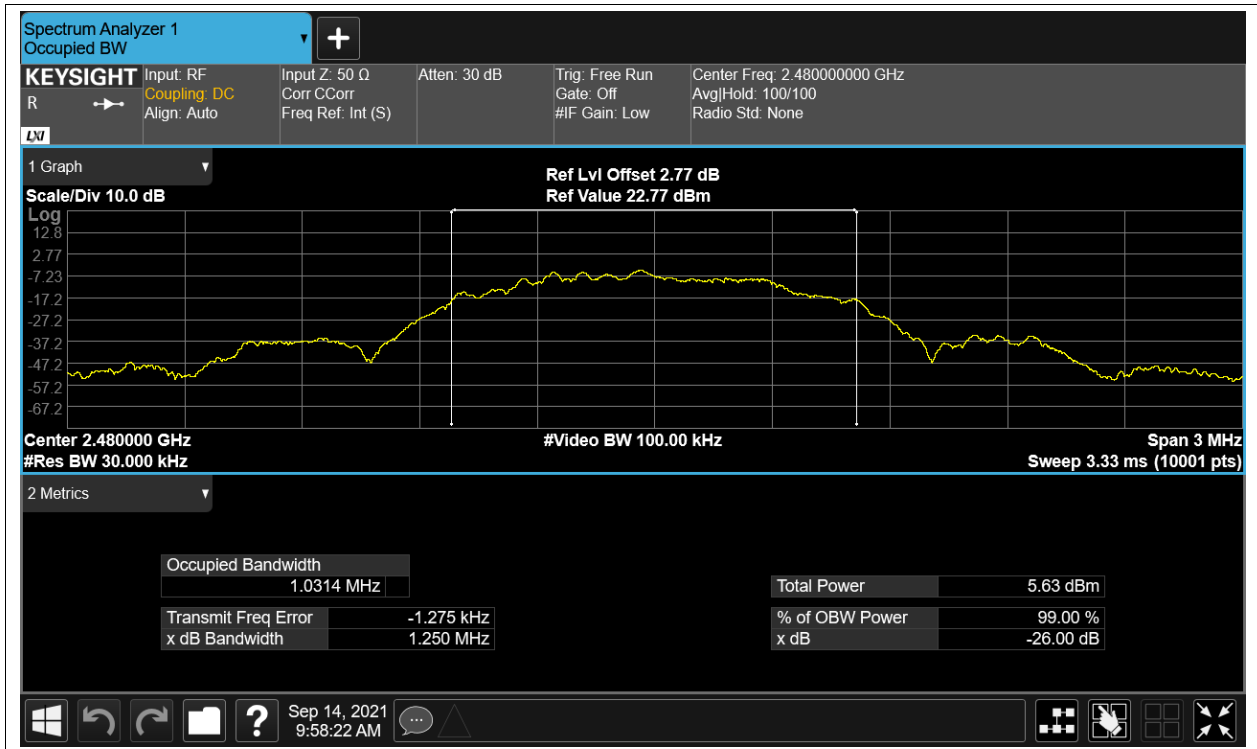 Spectrum Analyzer 1
Occupied BW
KEYSIGHT
R
LXI
Input: RF
Coupling: DC
Align: Auto
Input Z: 50 Ω
Corr CCorr
Freq Ref: Int (S)
Atten: 30 dB
Trig: Free Run
Gate: Off
#IF Gain: Low
Center Freq: 2.480000000 GHz
Avg|Hold: 100/100
Radio Std: None
1 Graph
Scale/Div 10.0 dB
Ref Lvl Offset 2.77 dB
Ref Value 22.77 dBm
Log
12.8
2.77
-7.23
-17.2
-27.2
-37.2
-47.2
-57.2
-67.2
Center 2.480000 GHz
#Res BW 30.000 kHz
#Video BW 100.00 kHz
Span 3 MHz
Sweep 3.33 ms (10001 pts)
2 Metrics
Occupied Bandwidth
1.0314 MHz
Transmit Freq Error -1.275 kHz
x dB Bandwidth 1.250 MHz
Total Power 5.63 dBm
% of OBW Power 99.00 %
x dB -26.00 dB
?
Sep 14, 2021
9:58:22 AM